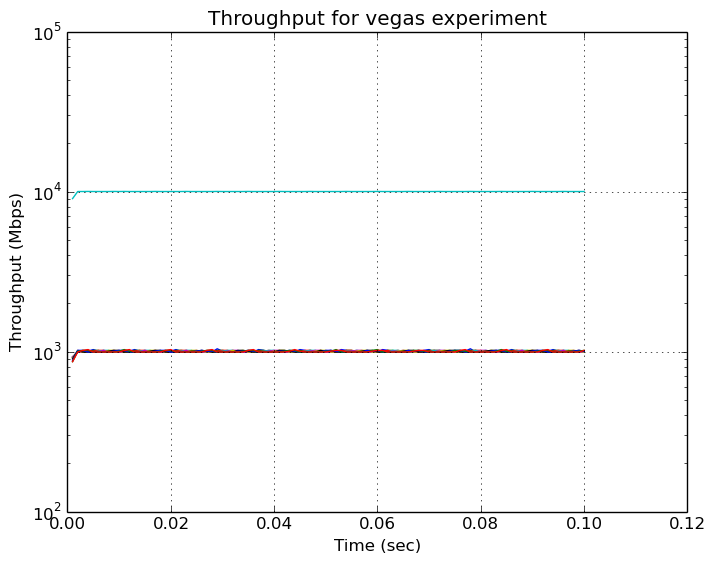 Throughput for vegas experiment
10^5
10^4
10^3
10^2
Throughput (Mbps)
0.00 0.02 0.04 0.06 0.08 0.10 0.12
Time (sec)